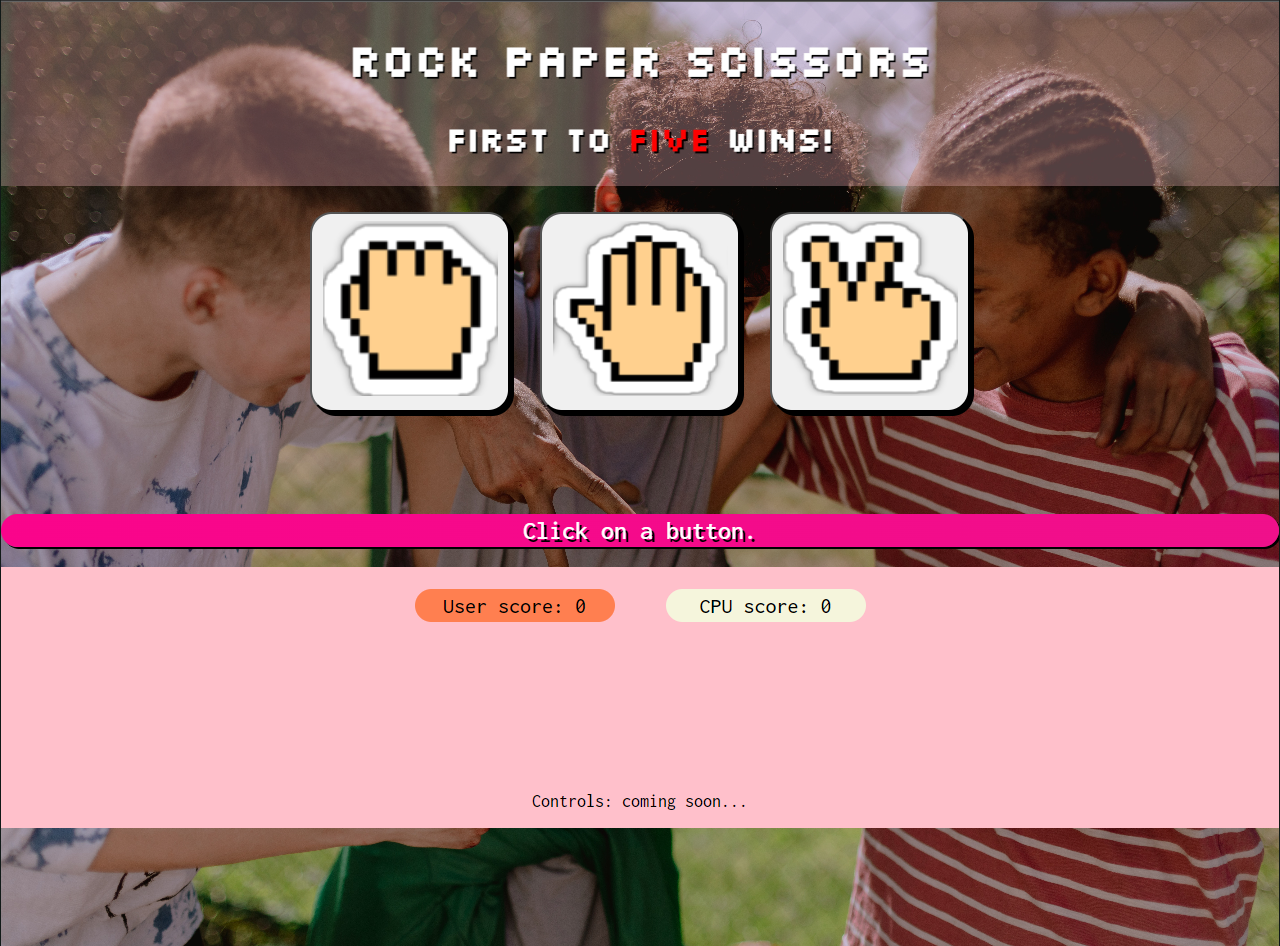 ROCK PAPER SCISSORS
FIRST TO FIVE WINS!
Click on a button.
User score: 0
CPU score: 0
Controls: coming soon...